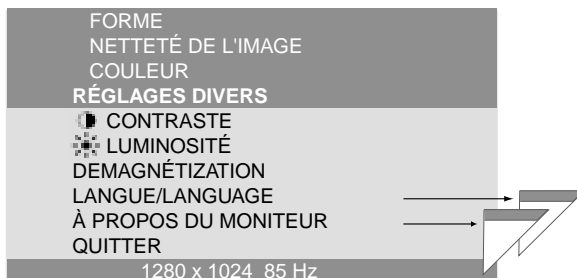 FORME
NETTETÉ DE L'IMAGE
COULEUR
RÉGLAGES DIVERS
CONTRASTE
LUMINOSITÉ
DEMAGNÉTIZATION
LANGUE/LANGUAGE
À PROPOS DU MONITEUR
QUITTER
1280 x 1024 85 Hz